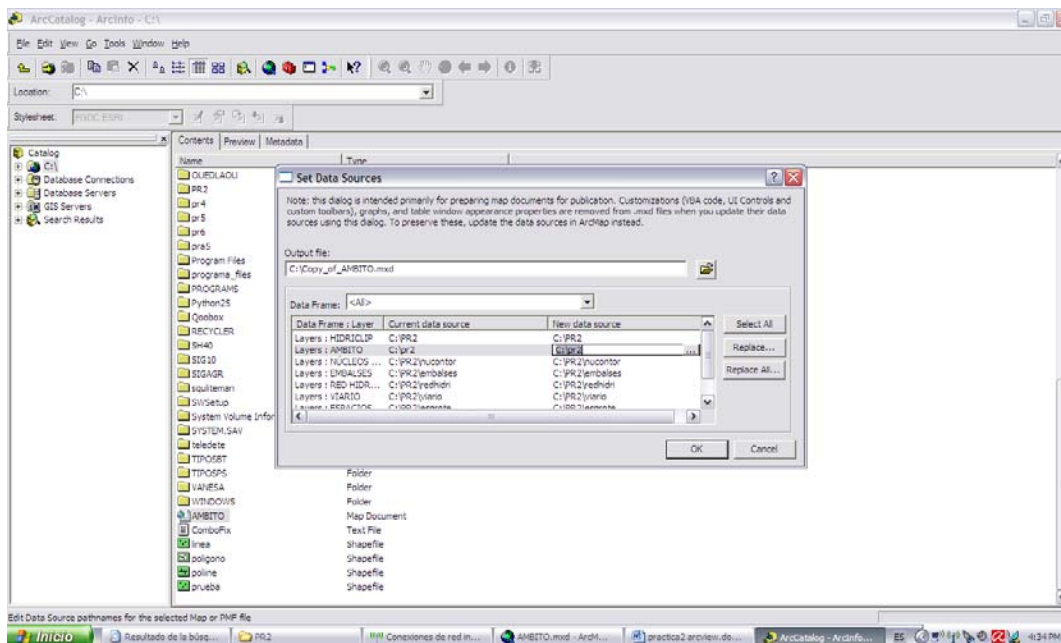 ArcCatalog - ArcInfo - C:\
File Edit View Go Tools Window Help
Location: C:\
Stylesheet: FGDC ESRI
Contents Preview Metadata
Catalog
C:\
Database Connections
Database Servers
GIS Servers
Search Results
Name Type
OUEDLAOU
PR2
pr4
pr5
pr6
pra5
Program Files
programa_files
PROGRAMS
Python25
Qoobox
RECYCLER
SH40
SIG10
SIGAGR
squliteman
SWSetup
System Volume Infor
SYSTEM.SAV
teledete
TIPOSBT
TIPOSPS Folder
VANESA Folder
WINDOWS Folder
AMBITO Map Document
ComboFix Text File
linea Shapefile
poligono Shapefile
poline Shapefile
prueba Shapefile
Set Data Sources
Note: this dialog is intended primarily for preparing map documents for publication. Customizations (VBA code, UI Controls and
custom toolbars), graphs, and table window appearance properties are removed from .mxd files when you update their data
sources using this dialog. To preserve these, update the data sources in ArcMap instead.
Output file:
C:\Copy_of_AMBITO.mxd
Data Frame: <All>
Data Frame : Layer Current data source New data source
Layers : HIDRICLIP C:\PR2 C:\PR2
Layers : AMBITO C:\pr2 C:\pr2 ...
Layers : NUCLEOS ... C:\PR2\nucontor C:\PR2\nucontor
Layers : EMBALSES C:\PR2\embalses C:\PR2\embalses
Layers : RED HIDR... C:\PR2\redhidri C:\PR2\redhidri
Layers : VIARIO C:\PR2\viario C:\PR2\viario
Layers : ESPACIOS C:\PR2\esprote C:\PR2\esprote
Select All
Replace...
Replace All...
OK Cancel
Edit Data Source pathnames for the selected Map or PMF file
Inicio Resultado de la búsq... PR2 Conexiones de red in... AMBITO.mxd - ArcM... practica2 arcview.do... ArcCatalog - ArcInfo... ES 4:34 PM